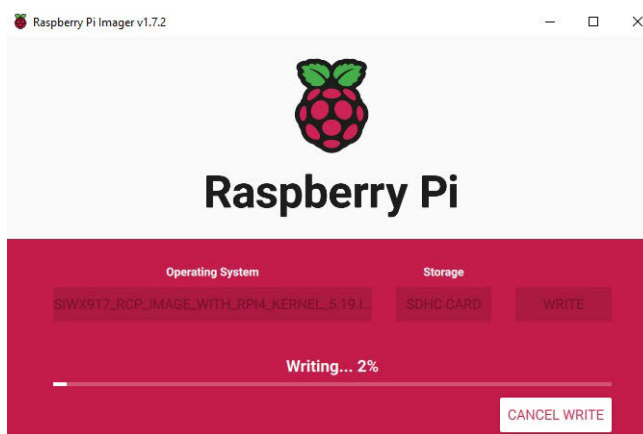 Raspberry Pi Imager v1.7.2
Raspberry Pi
Operating System
Storage
SIWX917_RCP_IMAGE_WITH_RPI4_KERNEL_5.19.I...
SDHC CARD
WRITE
Writing... 2%
CANCEL WRITE